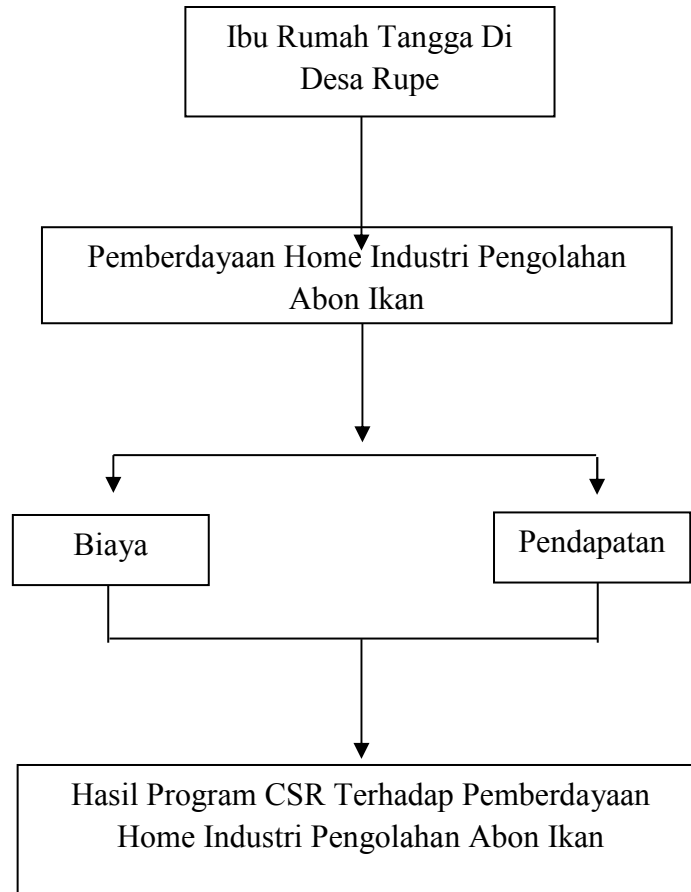 Ibu Rumah Tangga Di
Desa Rupe
Pemberdayaan Home Industri Pengolahan
Abon Ikan
Biaya
Pendapatan
Hasil Program CSR Terhadap Pemberdayaan
Home Industri Pengolahan Abon Ikan